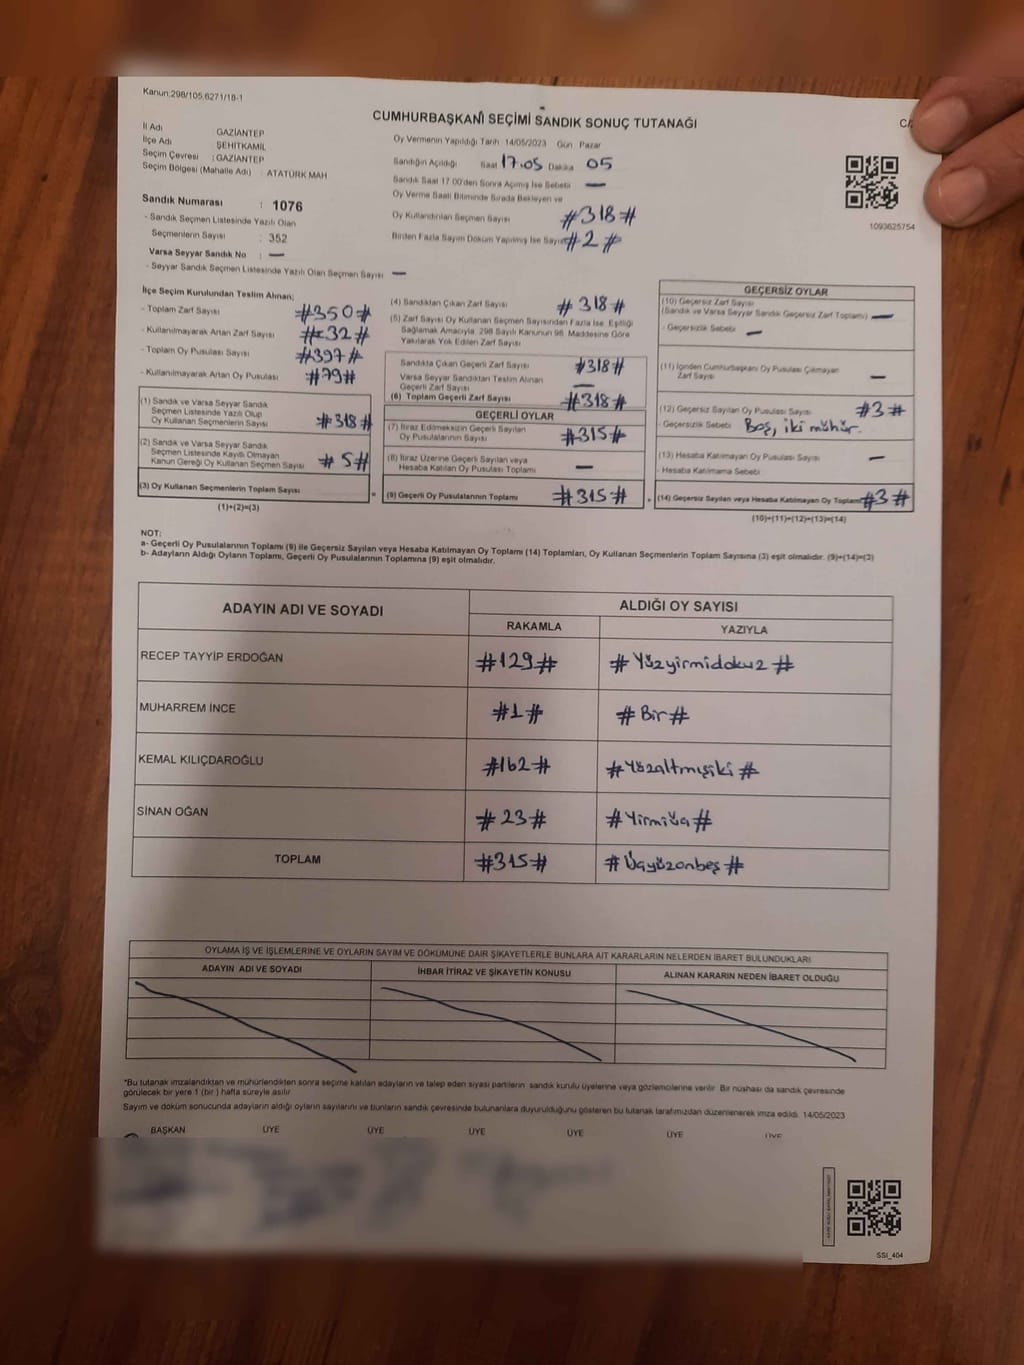 Kanun:298/105,6271/18-1
CUMHURBAŞKANI SEÇİMİ SANDIK SONUÇ TUTANAĞI
İl Adı : GAZİANTEP
İlçe Adı : ŞEHİTKAMİL
Seçim Çevresi : GAZİANTEP
Seçim Bölgesi (Mahalle Adı) : ATATÜRK MAH
Sandık Numarası : 1076
- Sandık Seçmen Listesinde Yazılı Olan
Seçmenlerin Sayısı : 352
Varsa Seyyar Sandık No : —
- Seyyar Sandık Seçmen Listesinde Yazılı Olan Seçmen Sayısı : —
Oy Vermenin Yapıldığı Tarih 14/05/2023 Gün Pazar
Sandığın Açıldığı Saat 17.05 Dakika 05
Sandık Saat 17:00'den Sonra Açılmış İse Sebebi —
Oy Verme Saati Bitiminde Sırada Bekleyen ve
Oy Kullandırılan Seçmen Sayısı #318#
Birden Fazla Sayım Döküm Yapılmış İse Sayısı #2#
1093625754
İlçe Seçim Kurulundan Teslim Alınan;
- Toplam Zarf Sayısı #350#
- Kullanılmayarak Artan Zarf Sayısı #32#
- Toplam Oy Pusulası Sayısı #397#
- Kullanılmayarak Artan Oy Pusulası #79#
(1) Sandık ve Varsa Seyyar Sandık
Seçmen Listesinde Yazılı Olup
Oy Kullanan Seçmenlerin Sayısı #318#
(2) Sandık ve Varsa Seyyar Sandık
Seçmen Listesinde Kayıtlı Olmayan
Kanun Gereği Oy Kullanan Seçmen Sayısı #5#
(3) Oy Kullanan Seçmenlerin Toplam Sayısı
(1)+(2)=(3)
(4) Sandıktan Çıkan Zarf Sayısı #318#
(5) Zarf Sayısı Oy Kullanan Seçmen Sayısından Fazla İse, Eşitliği
Sağlamak Amacıyla, 298 Sayılı Kanunun 98. Maddesine Göre
Yakılarak Yok Edilen Zarf Sayısı
Sandıkta Çıkan Geçerli Zarf Sayısı #318#
Varsa Seyyar Sandıktan Teslim Alınan
Geçerli Zarf Sayısı —
(6) Toplam Geçerli Zarf Sayısı #318#
GEÇERLİ OYLAR
(7) İtiraz Edilmeksizin Geçerli Sayılan
Oy Pusulalarının Sayısı #315#
(8) İtiraz Üzerine Geçerli Sayılan veya
Hesaba Katılan Oy Pusulası Toplamı —
(9) Geçerli Oy Pusulalarının Toplamı #315#
GEÇERSİZ OYLAR
(10) Geçersiz Zarf Sayısı
(Sandık ve Varsa Seyyar Sandık Geçersiz Zarf Toplamı) —
- Geçersizlik Sebebi —
(11) İçinden Cumhurbaşkanı Oy Pusulası Çıkmayan
Zarf Sayısı —
(12) Geçersiz Sayılan Oy Pusulası Sayısı #3#
- Geçersizlik Sebebi Boş, iki mühür.
(13) Hesaba Katılmayan Oy Pusulası Sayısı —
- Hesaba Katılmama Sebebi
(14) Geçersiz Sayılan veya Hesaba Katılmayan Oy Toplamı #3#
(10)+(11)+(12)+(13)=(14)
NOT:
a- Geçerli Oy Pusulalarının Toplamı (9) ile Geçersiz Sayılan veya Hesaba Katılmayan Oy Toplamı (14) Toplamları, Oy Kullanan Seçmenlerin Toplam Sayısına (3) eşit olmalıdır. (9)+(14)=(3)
b- Adayların Aldığı Oyların Toplamı, Geçerli Oy Pusulalarının Toplamına (9) eşit olmalıdır.
ADAYIN ADI VE SOYADI ALDIĞI OY SAYISI
RAKAMLA YAZIYLA
RECEP TAYYİP ERDOĞAN #129# #Yüzyirmidokuz#
MUHARREM İNCE #1# #Bir#
KEMAL KILIÇDAROĞLU #162# #Yüzaltmışiki#
SİNAN OĞAN #23# #Yirmiüç#
TOPLAM #315# #Üçyüzonbeş#
OYLAMA İŞ VE İŞLEMLERİNE VE OYLARIN SAYIM VE DÖKÜMÜNE DAİR ŞİKAYETLERLE BUNLARA AİT KARARLARIN NELERDEN İBARET BULUNDUKLARI
ADAYIN ADI VE SOYADI İHBAR İTİRAZ VE ŞİKAYETİN KONUSU ALINAN KARARIN NEDEN İBARET OLDUĞU
*Bu tutanak imzalandıktan ve mühürlendikten sonra seçime katılan adayların ve talep eden siyasi partilerin sandık kurulu üyelerine veya gözlemcilerine verilir. Bir nüshası da sandık çevresinde
görülecek bir yere 1 (bir ) hafta süreyle asılır
Sayım ve döküm sonucunda adayların aldığı oyların sayılarını ve bunların sandık çevresinde bulunanlara duyurulduğunu gösteren bu tutanak tarafımızdan düzenlenerek imza edildi. 14/05/2023
BAŞKAN ÜYE ÜYE ÜYE ÜYE ÜYE ÜYE
SSİ_404